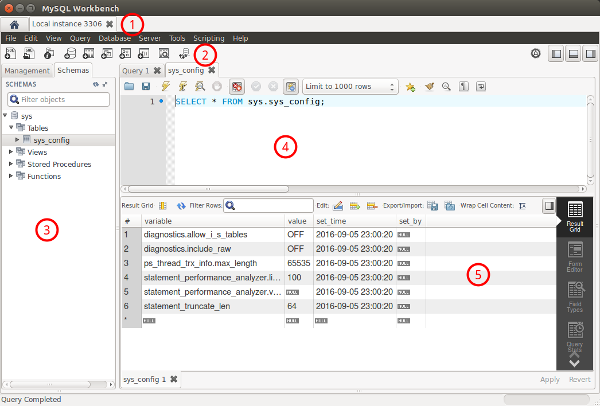 MySQL Workbench
Local instance 3306
1
File Edit View Query Database Server Tools Scripting Help
2
Management Schemas
Query 1 sys_config
SCHEMAS
Filter objects
sys
Tables
sys_config
Views
Stored Procedures
Functions
3
Limit to 1000 rows
1 SELECT * FROM sys.sys_config;
4
Result Grid Filter Rows: Edit: Export/Import: Wrap Cell Content:
# variable value set_time set_by
1 diagnostics.allow_i_s_tables OFF 2016-09-05 23:00:20 NULL
2 diagnostics.include_raw OFF 2016-09-05 23:00:20 NULL
3 ps_thread_trx_info.max_length 65535 2016-09-05 23:00:20 NULL
4 statement_performance_analyzer.li... 100 2016-09-05 23:00:20 NULL
5 statement_performance_analyzer.v... NULL 2016-09-05 23:00:20 NULL
6 statement_truncate_len 64 2016-09-05 23:00:20 NULL
* NULL NULL NULL NULL
5
Result
Grid
Form
Editor
Field
Types
Query
Stats
sys_config 1
Apply Revert
Query Completed